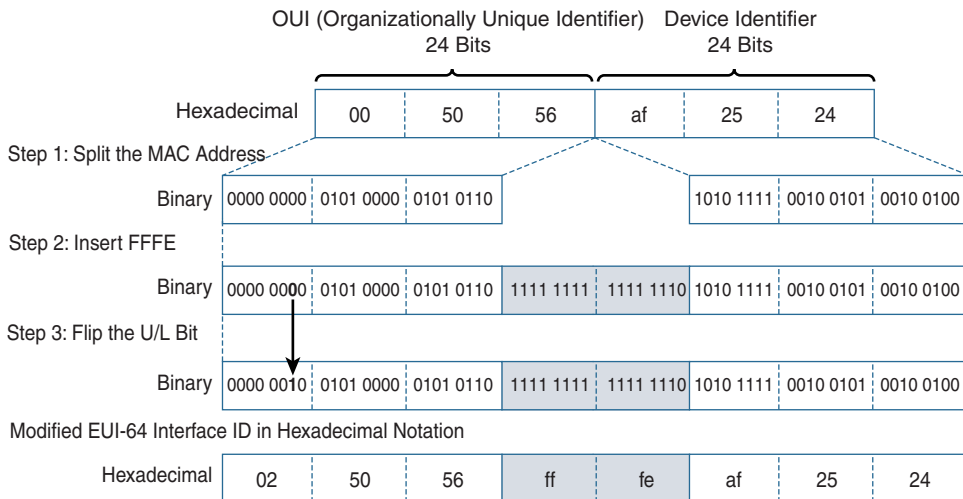 OUI (Organizationally Unique Identifier) Device Identifier
24 Bits 24 Bits
Hexadecimal 00 50 56 af 25 24
Step 1: Split the MAC Address
Binary 0000 0000 0101 0000 0101 0110 1010 1111 0010 0101 0010 0100
Step 2: Insert FFFE
Binary 0000 0000 0101 0000 0101 0110 1111 1111 1111 1110 1010 1111 0010 0101 0010 0100
Step 3: Flip the U/L Bit
Binary 0000 0010 0101 0000 0101 0110 1111 1111 1111 1110 1010 1111 0010 0101 0010 0100
Modified EUI-64 Interface ID in Hexadecimal Notation
Hexadecimal 02 50 56 ff fe af 25 24